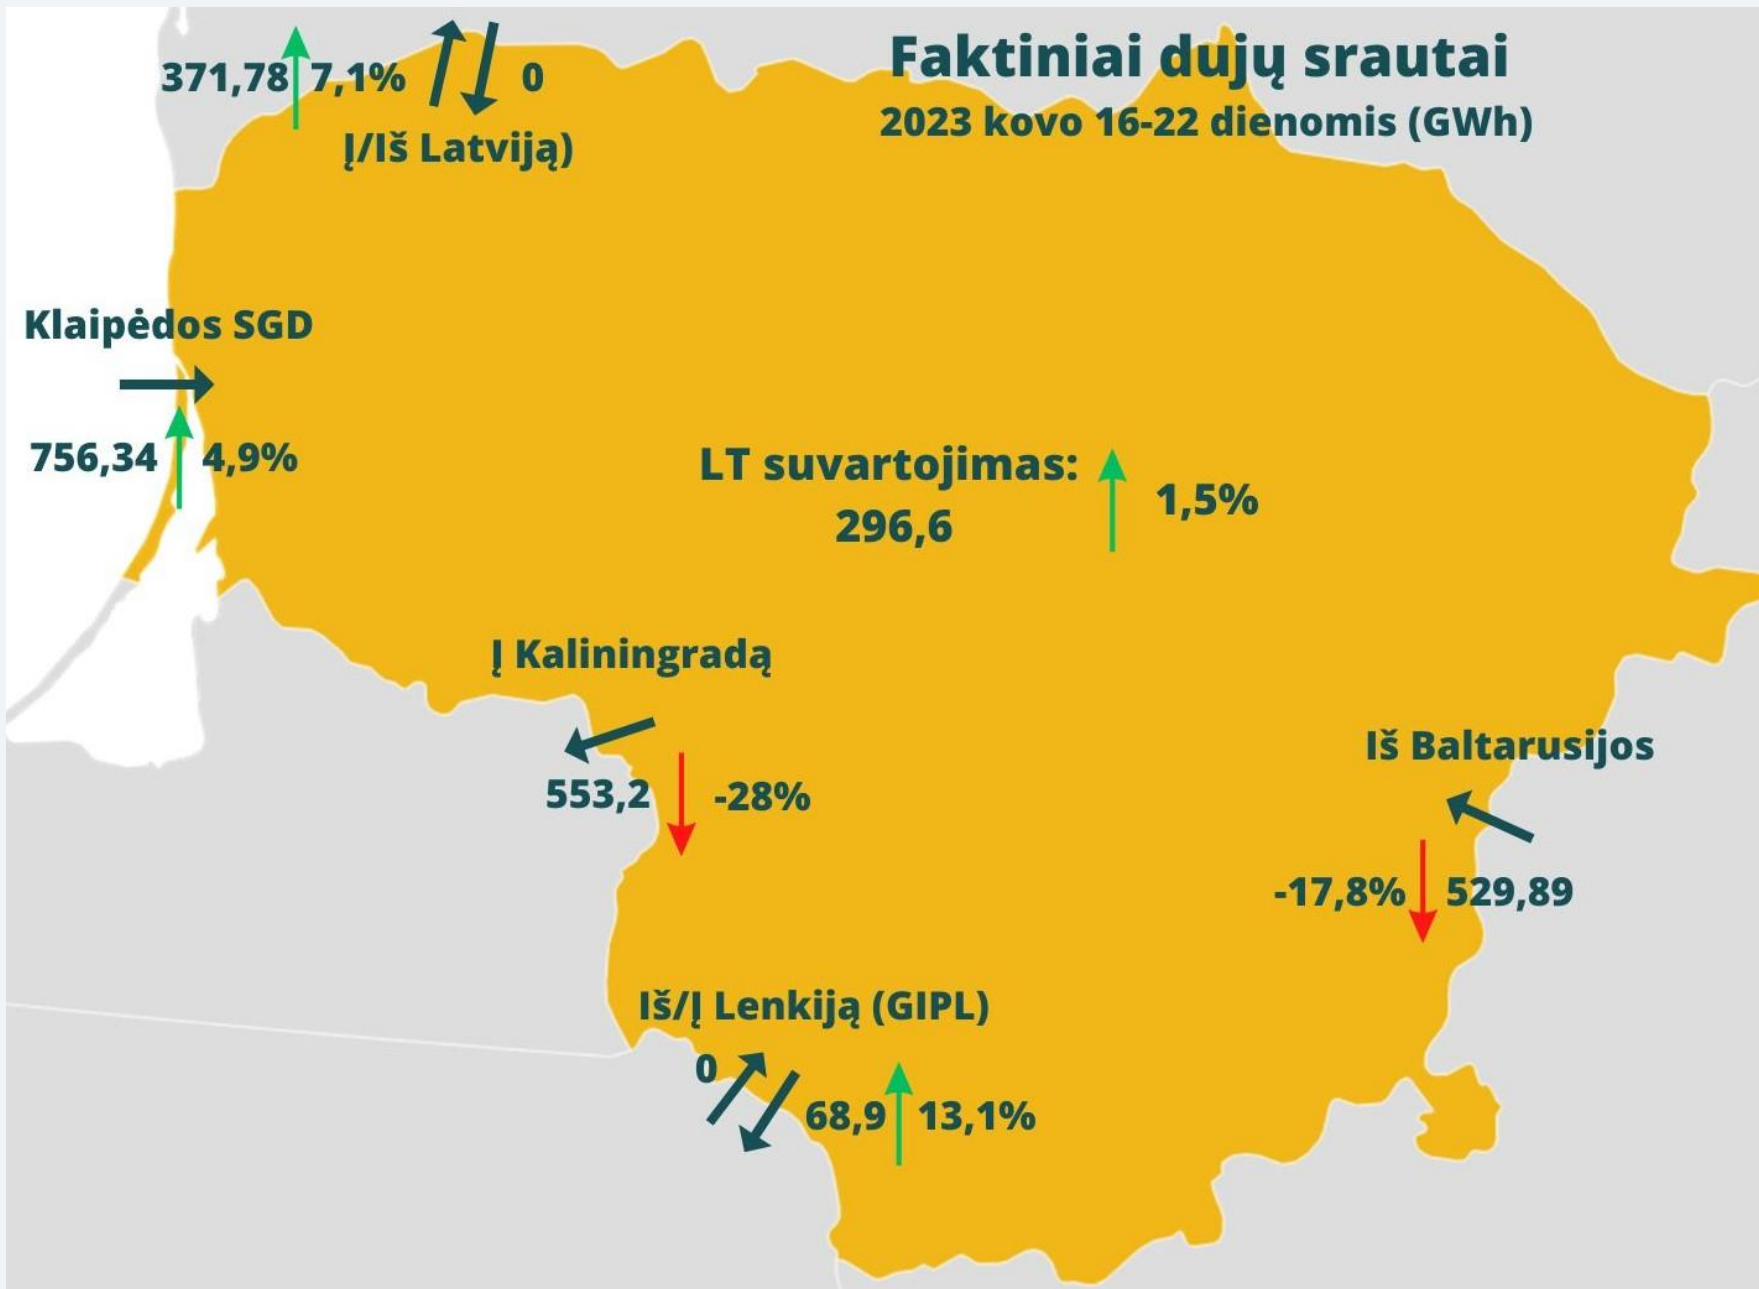 Faktiniai dujų srautai
2023 kovo 16-22 dienomis (GWh)
371,78 7,1% 0
Į/Iš Latviją)
Klaipėdos SGD
756,34 4,9%
LT suvartojimas:
296,6
1,5%
Į Kaliningradą
553,2 -28%
Iš Baltarusijos
-17,8% 529,89
Iš/Į Lenkiją (GIPL)
0
68,9 13,1%